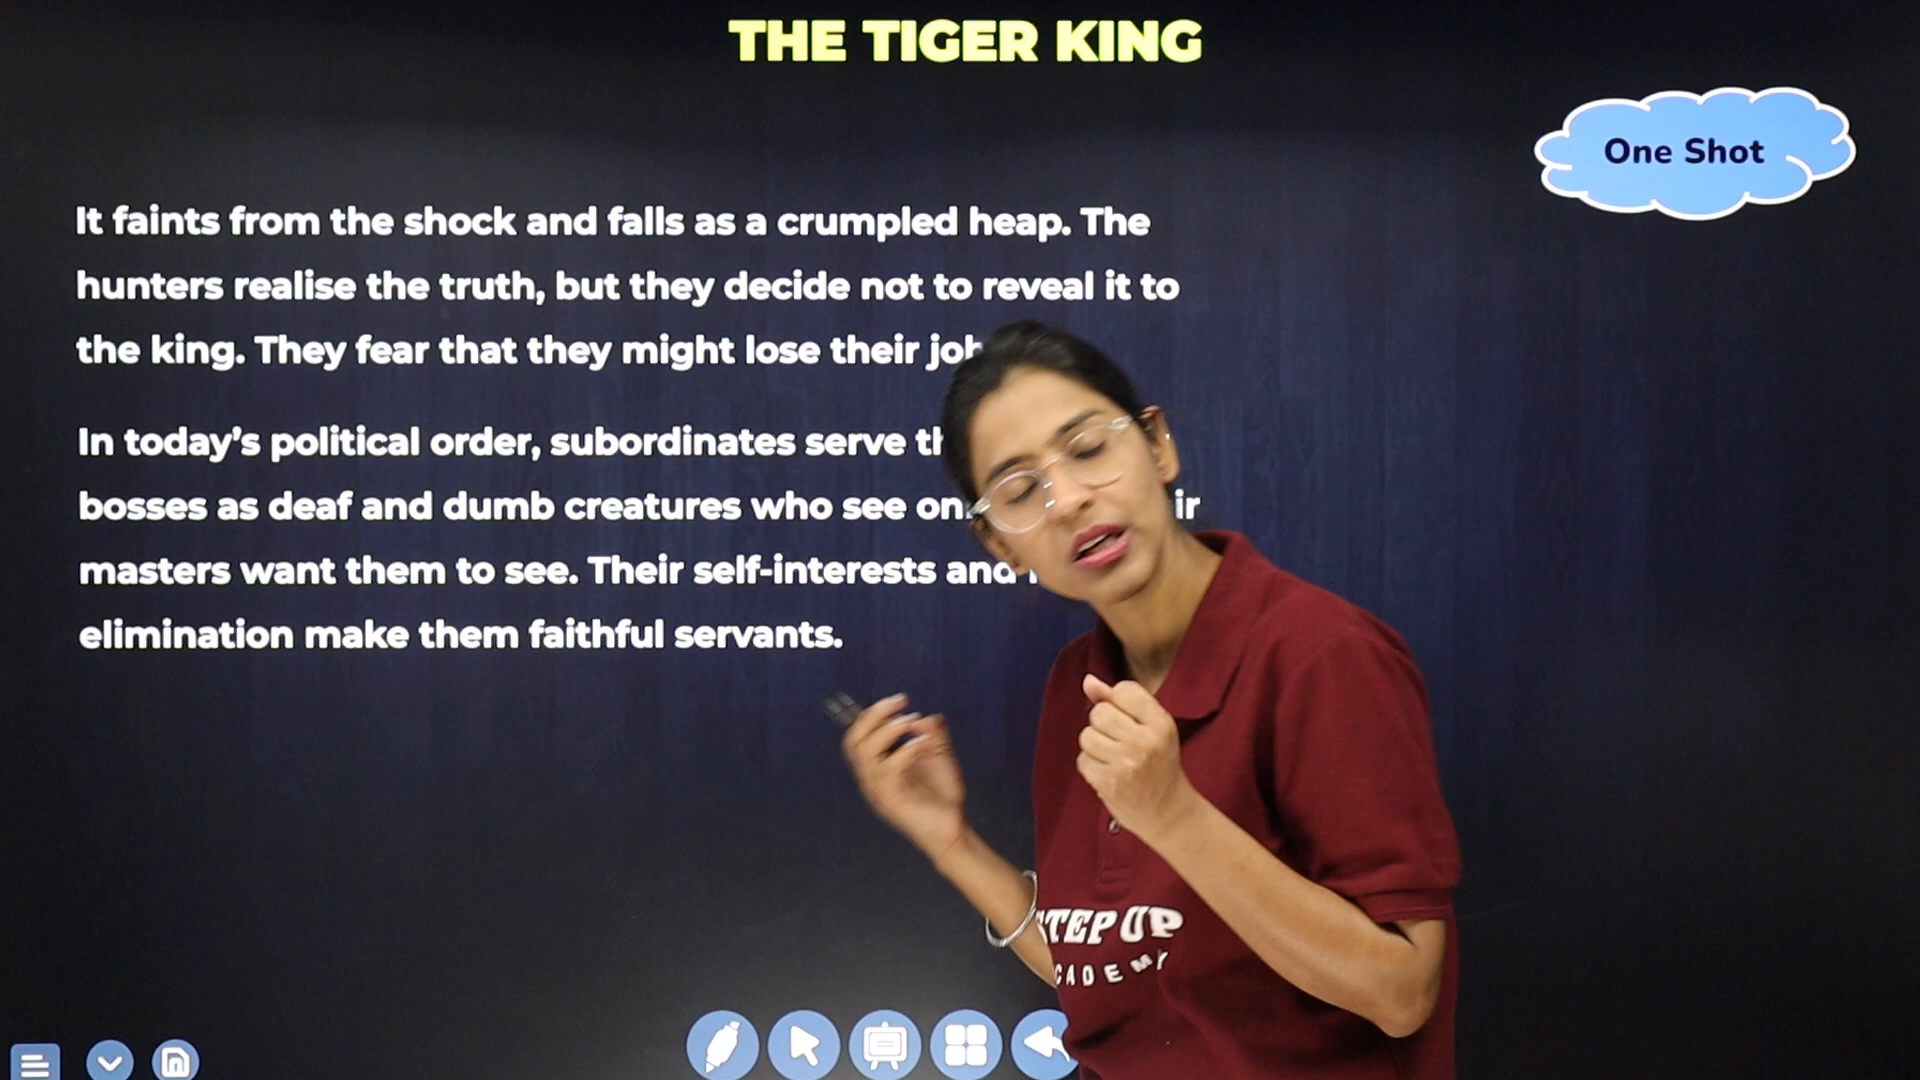 THE TIGER KING
One Shot
It faints from the shock and falls as a crumpled heap. The
hunters realise the truth, but they decide not to reveal it to
the king. They fear that they might lose their
In today's political order, subordinates serve
bosses as deaf and dumb creatures who see
masters want them to see. Their self-interests and
elimination make them faithful servants.
STEP UP
ACADEMY